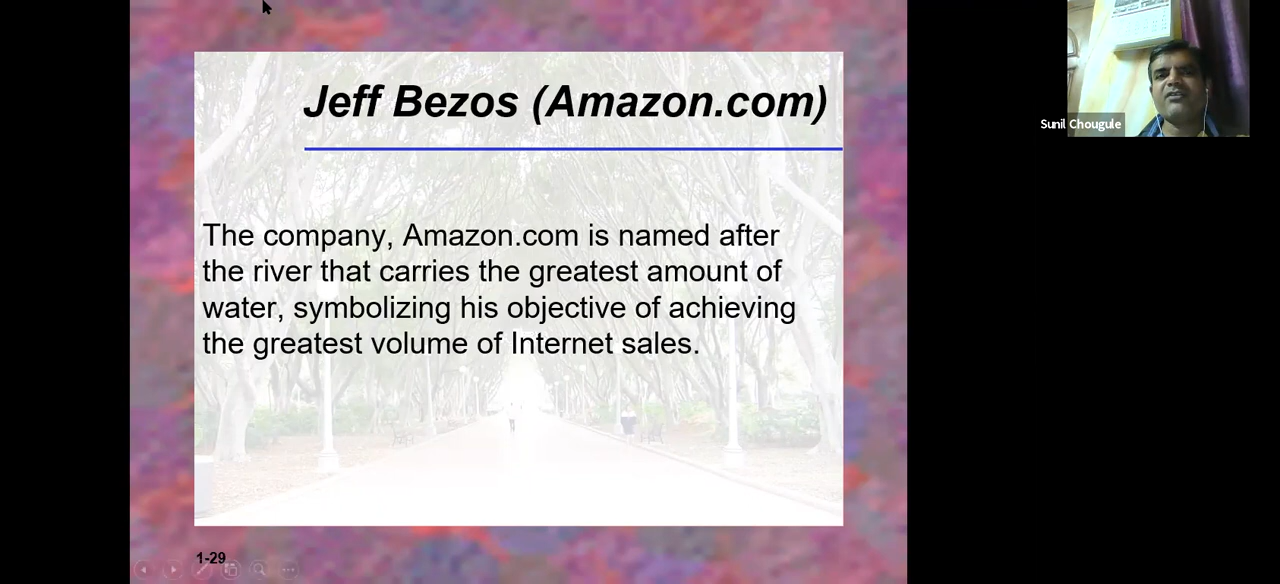 Jeff Bezos (Amazon.com)
Sunil Chougule
The company, Amazon.com is named after
the river that carries the greatest amount of
water, symbolizing his objective of achieving
the greatest volume of Internet sales.
1-29